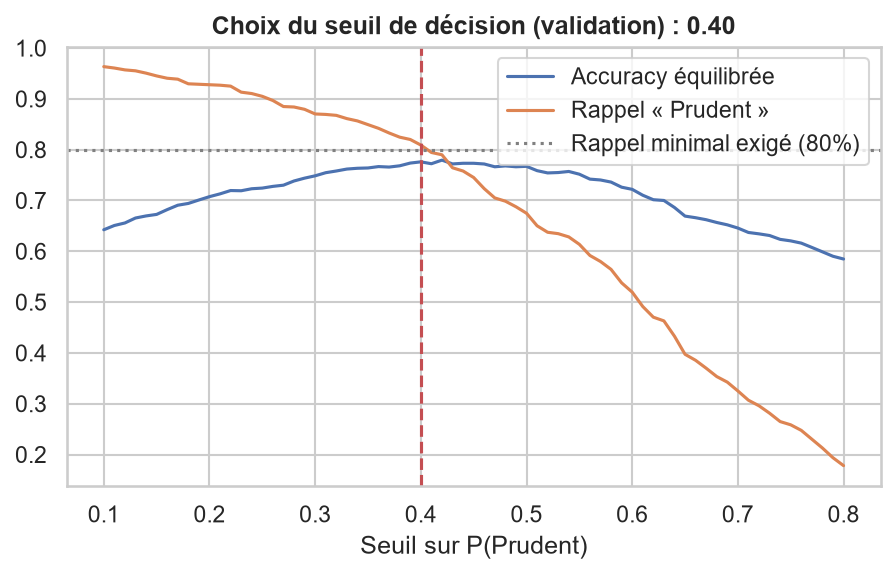 Choix du seuil de décision (validation) : 0.40
1.0
0.9
0.8
0.7
0.6
0.5
0.4
0.3
0.2
Accuracy équilibrée
Rappel « Prudent »
Rappel minimal exigé (80%)
0.1 0.2 0.3 0.4 0.5 0.6 0.7 0.8
Seuil sur P(Prudent)